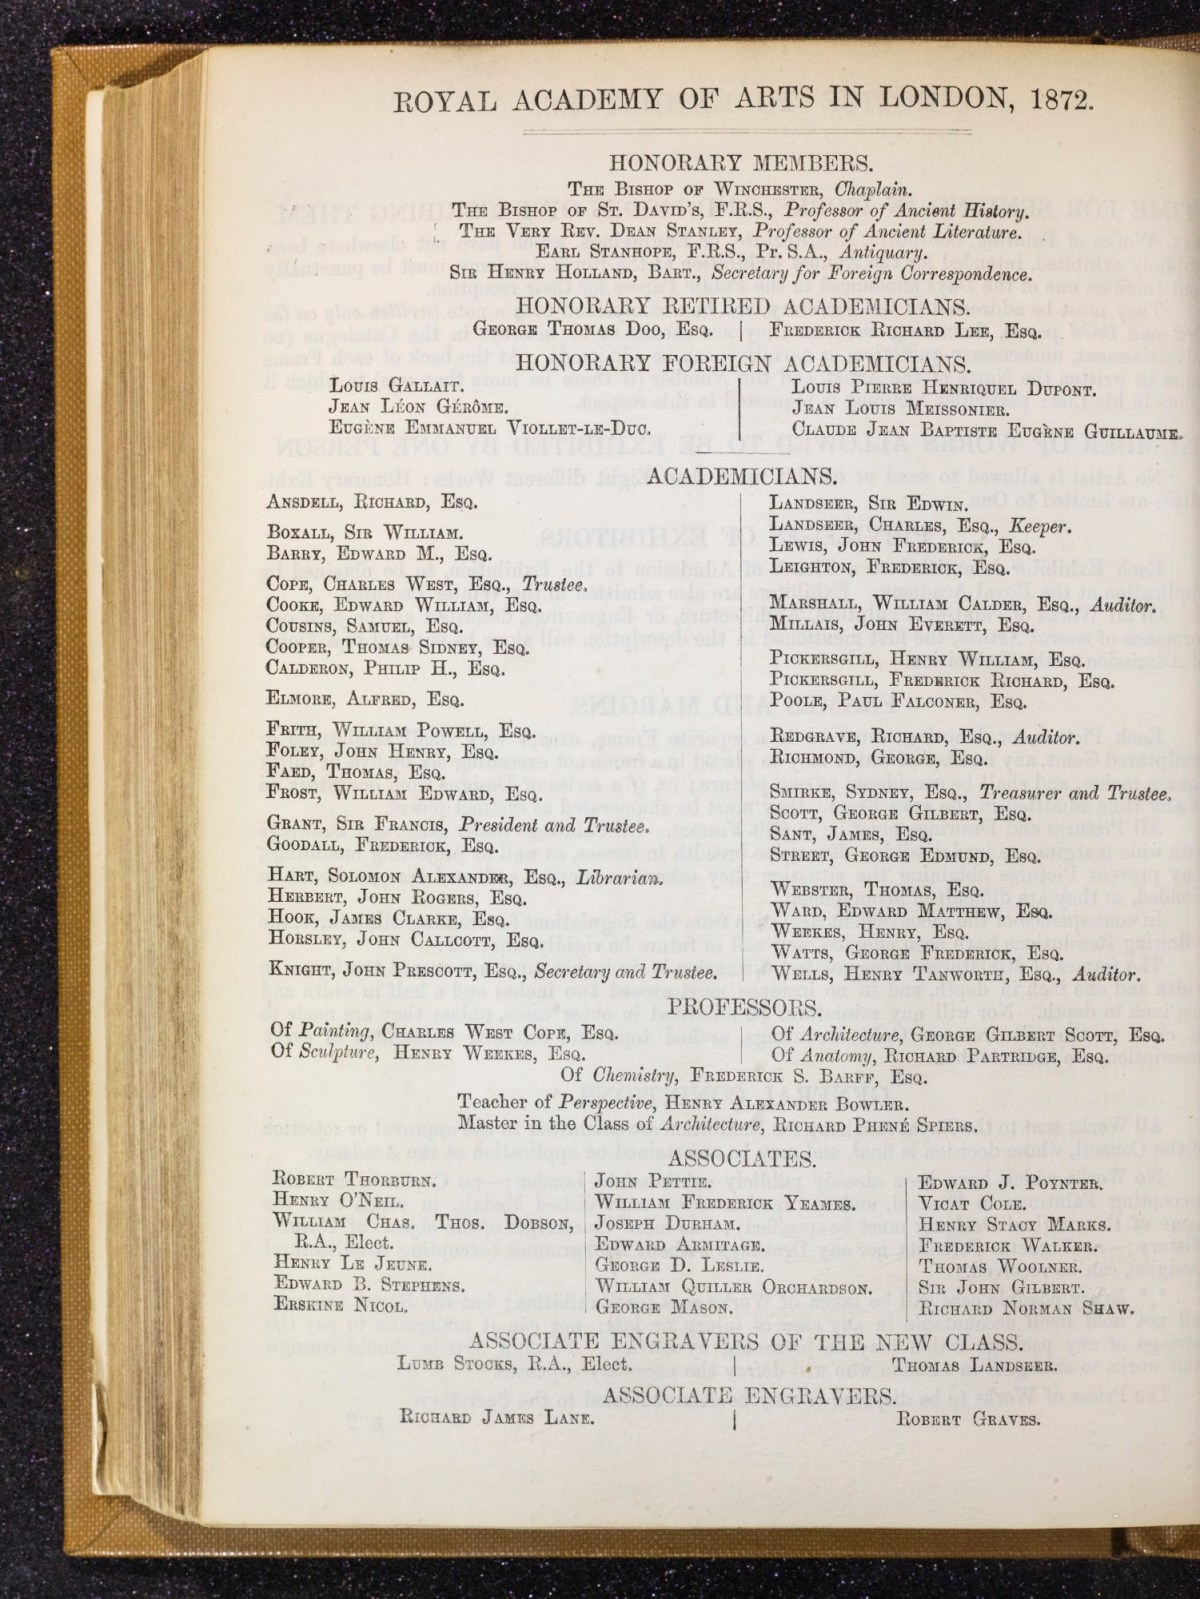 ROYAL ACADEMY OF ARTS IN LONDON, 1872.
HONORARY MEMBERS.
THE BISHOP OF WINCHESTER, Chaplain.
THE BISHOP OF ST. DAVID'S, F.R.S., Professor of Ancient History.
THE VERY REV. DEAN STANLEY, Professor of Ancient Literature.
EARL STANHOPE, F.R.S., Pr. S.A., Antiquary.
SIR HENRY HOLLAND, BART., Secretary for Foreign Correspondence.
HONORARY RETIRED ACADEMICIANS.
GEORGE THOMAS DOO, ESQ. | FREDERICK RICHARD LEE, ESQ.
HONORARY FOREIGN ACADEMICIANS.
LOUIS GALLAIT.
JEAN LÉON GÉRÔME.
EUGÈNE EMMANUEL VIOLLET-LE-DUC.
LOUIS PIERRE HENRIQUEL DUPONT.
JEAN LOUIS MEISSONIER.
CLAUDE JEAN BAPTISTE EUGÈNE GUILLAUME.
ACADEMICIANS.
ANSDELL, RICHARD, ESQ.
BOXALL, SIR WILLIAM.
BARRY, EDWARD M., ESQ.
COPE, CHARLES WEST, ESQ., Trustee.
COOKE, EDWARD WILLIAM, ESQ.
COUSINS, SAMUEL, ESQ.
COOPER, THOMAS SIDNEY, ESQ.
CALDERON, PHILIP H., ESQ.
ELMORE, ALFRED, ESQ.
FRITH, WILLIAM POWELL, ESQ.
FOLEY, JOHN HENRY, ESQ.
FAED, THOMAS, ESQ.
FROST, WILLIAM EDWARD, ESQ.
GRANT, SIR FRANCIS, President and Trustee.
GOODALL, FREDERICK, ESQ.
HART, SOLOMON ALEXANDER, ESQ., Librarian.
HERBERT, JOHN ROGERS, ESQ.
HOOK, JAMES CLARKE, ESQ.
HORSLEY, JOHN CALLCOTT, ESQ.
KNIGHT, JOHN PRESCOTT, ESQ., Secretary and Trustee.
LANDSEER, SIR EDWIN.
LANDSEER, CHARLES, ESQ., Keeper.
LEWIS, JOHN FREDERICK, ESQ.
LEIGHTON, FREDERICK, ESQ.
MARSHALL, WILLIAM CALDER, ESQ., Auditor.
MILLAIS, JOHN EVERETT, ESQ.
PICKERSGILL, HENRY WILLIAM, ESQ.
PICKERSGILL, FREDERICK RICHARD, ESQ.
POOLE, PAUL FALCONER, ESQ.
REDGRAVE, RICHARD, ESQ., Auditor.
RICHMOND, GEORGE, ESQ.
SMIRKE, SYDNEY, ESQ., Treasurer and Trustee.
SCOTT, GEORGE GILBERT, ESQ.
SANT, JAMES, ESQ.
STREET, GEORGE EDMUND, ESQ.
WEBSTER, THOMAS, ESQ.
WARD, EDWARD MATTHEW, ESQ.
WEEKES, HENRY, ESQ.
WATTS, GEORGE FREDERICK, ESQ.
WELLS, HENRY TANWORTH, ESQ., Auditor.
PROFESSORS.
Of Painting, CHARLES WEST COPE, ESQ.
Of Sculpture, HENRY WEEKES, ESQ.
Of Architecture, GEORGE GILBERT SCOTT, ESQ.
Of Anatomy, RICHARD PARTRIDGE, ESQ.
Of Chemistry, FREDERICK S. BARFF, ESQ.
Teacher of Perspective, HENRY ALEXANDER BOWLER.
Master in the Class of Architecture, RICHARD PHENÉ SPIERS.
ASSOCIATES.
ROBERT THORBURN.
HENRY O'NEIL.
WILLIAM CHAS. THOS. DOBSON,
R.A., Elect.
HENRY LE JEUNE.
EDWARD B. STEPHENS.
ERSKINE NICOL.
JOHN PETTIE.
WILLIAM FREDERICK YEAMES.
JOSEPH DURHAM.
EDWARD ARMITAGE.
GEORGE D. LESLIE.
WILLIAM QUILLER ORCHARDSON.
GEORGE MASON.
EDWARD J. POYNTER.
VICAT COLE.
HENRY STACY MARKS.
FREDERICK WALKER.
THOMAS WOOLNER.
SIR JOHN GILBERT.
RICHARD NORMAN SHAW.
ASSOCIATE ENGRAVERS OF THE NEW CLASS.
LUMB STOCKS, R.A., Elect. | THOMAS LANDSEER.
ASSOCIATE ENGRAVERS.
RICHARD JAMES LANE. | ROBERT GRAVES.